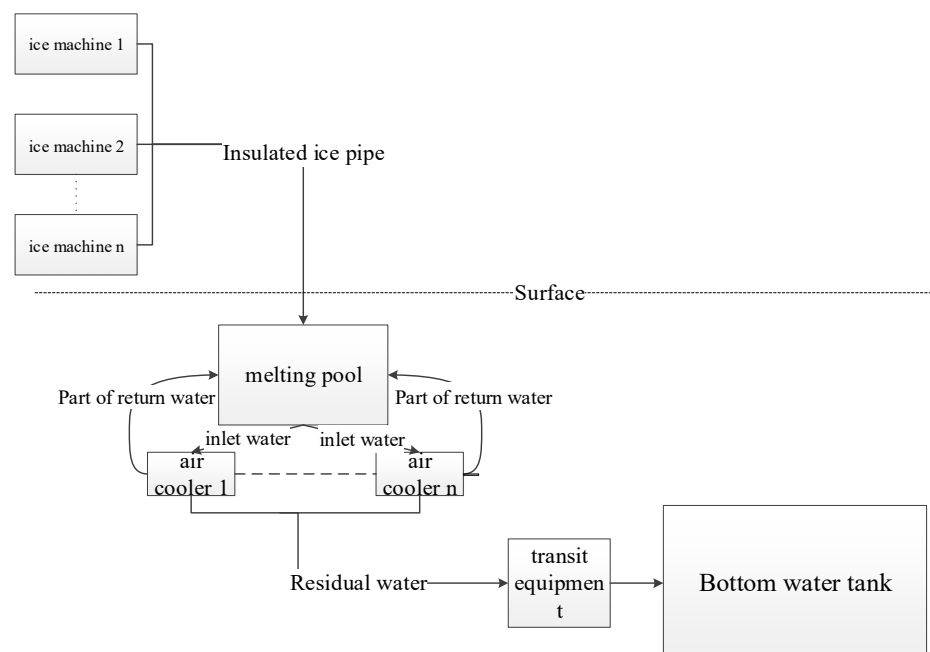 ice machine 1
ice machine 2
Insulated ice pipe
ice machine n
Surface
melting pool
Part of return water
Part of return water
inlet water
inlet water
air
cooler 1
air
cooler n
transit
equipmen
t
Residual water
Bottom water tank